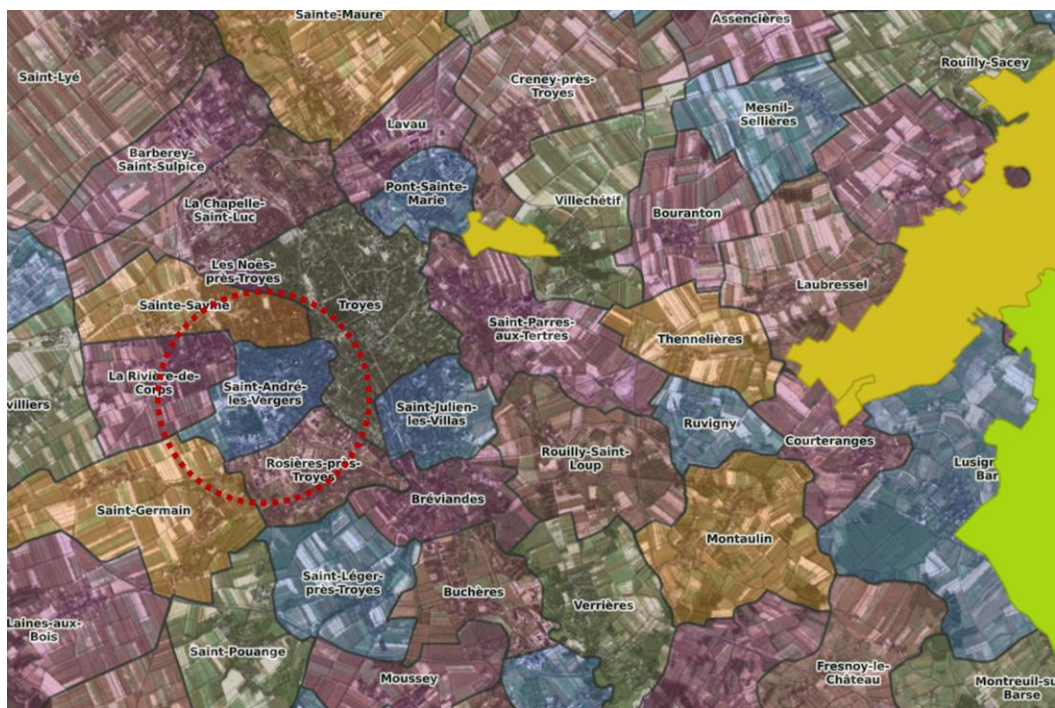 Sainte-Maure
Assencières
Saint-Lyé
Creney-près-
Troyes
Rouilly-Sacey
Mesnil-
Sellières
Lavau
Barberey-
Saint-Sulpice
Pont-Sainte-
Marie
La Chapelle-
Saint-Luc
Villechétif
Bouranton
Les Noës-
près-Troyes
Laubressel
Sainte-Savine
Troyes
Saint-Parres-
aux-Tertres
Thennelières
La Rivière-de-
Corps
Saint-André-
les-Vergers
villiers
Saint-Julien-
les-Villas
Ruvigny
Courteranges
Rouilly-Saint-
Loup
Rosières-près-
Troyes
Lusign
Bar
Bréviandes
Saint-Germain
Montaulin
Saint-Léger-
près-Troyes
Buchères
Verrières
Laines-aux-
Bois
Saint-Pouange
Moussey
Fresnoy-le-
Château
Montreuil-su
Barse